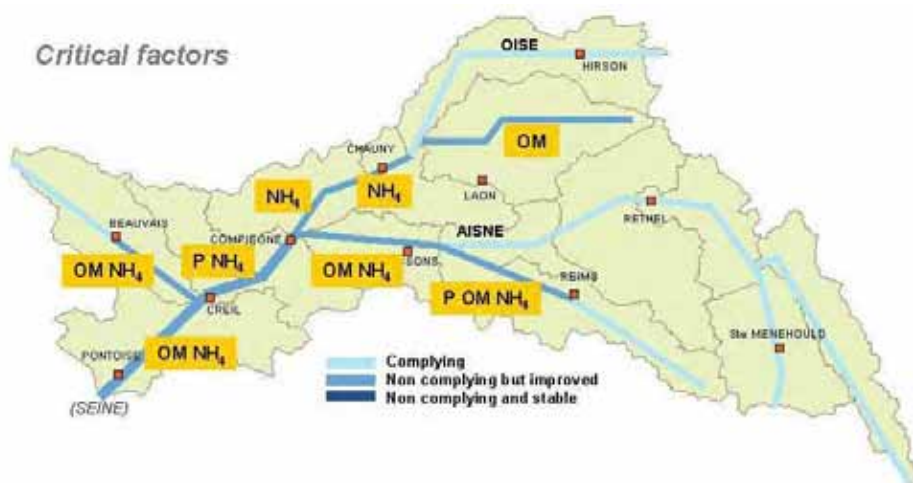 Critical factors
OISE
HIRSON
OM
CHAUNY
NH₄
NH₄
LAON
BEAUVAIS
COMPIEGNE
AISNE
RETHEL
OM NH₄
P NH₄
OM NH₄
SONS
REIMS
P OM NH₄
CREIL
PONTOISE
OM NH₄
Ste MENEHOULD
(SEINE)
Complying
Non complying but improved
Non complying and stable